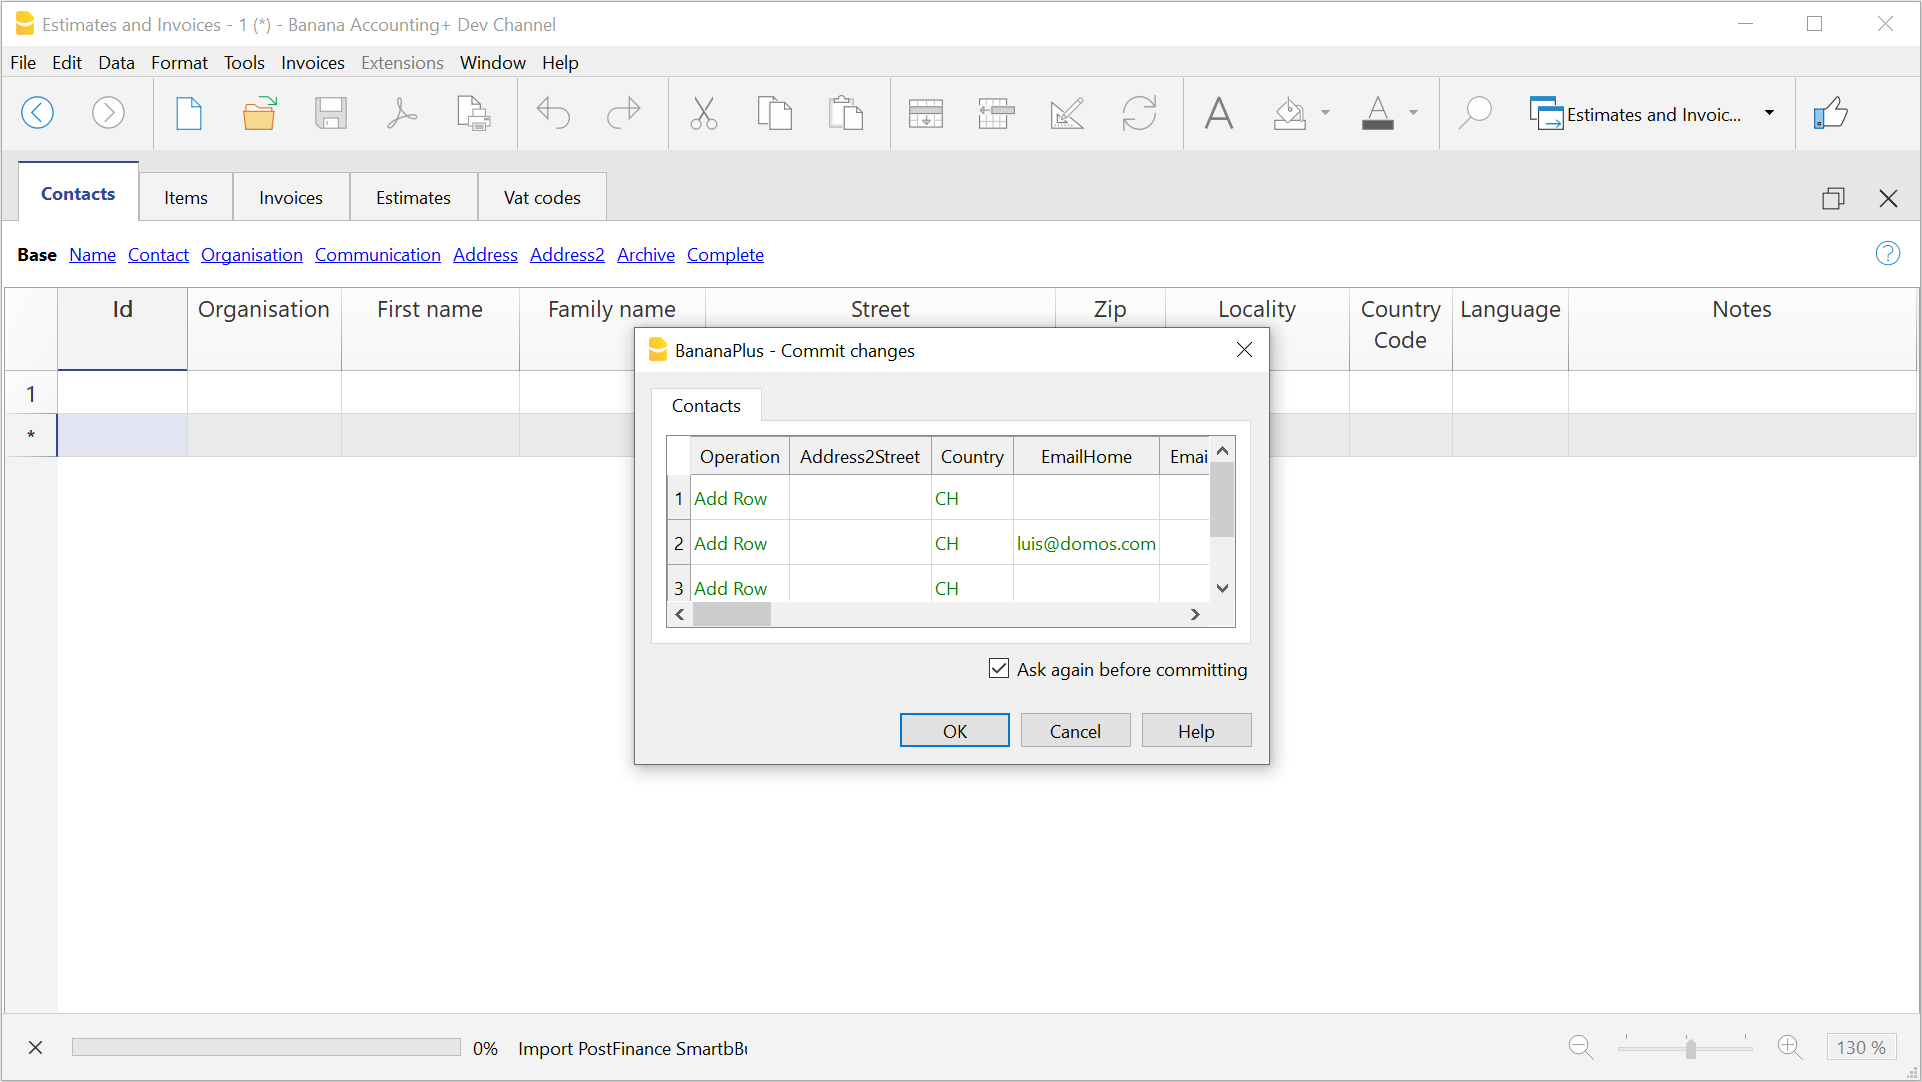 Estimates and Invoices - 1 (*) - Banana Accounting+ Dev Channel
File Edit Data Format Tools Invoices Extensions Window Help
Estimates and Invoic...
Contacts Items Invoices Estimates Vat codes
Base Name Contact Organisation Communication Address Address2 Archive Complete
Id Organisation First name Family name Street Zip Locality Country Code Language Notes
1
*
BananaPlus - Commit changes
Contacts
Operation Address2Street Country EmailHome Emai
1 Add Row CH
2 Add Row CH luis@domos.com
3 Add Row CH
Ask again before committing
OK Cancel Help
0% Import PostFinance SmartbBu
130 %